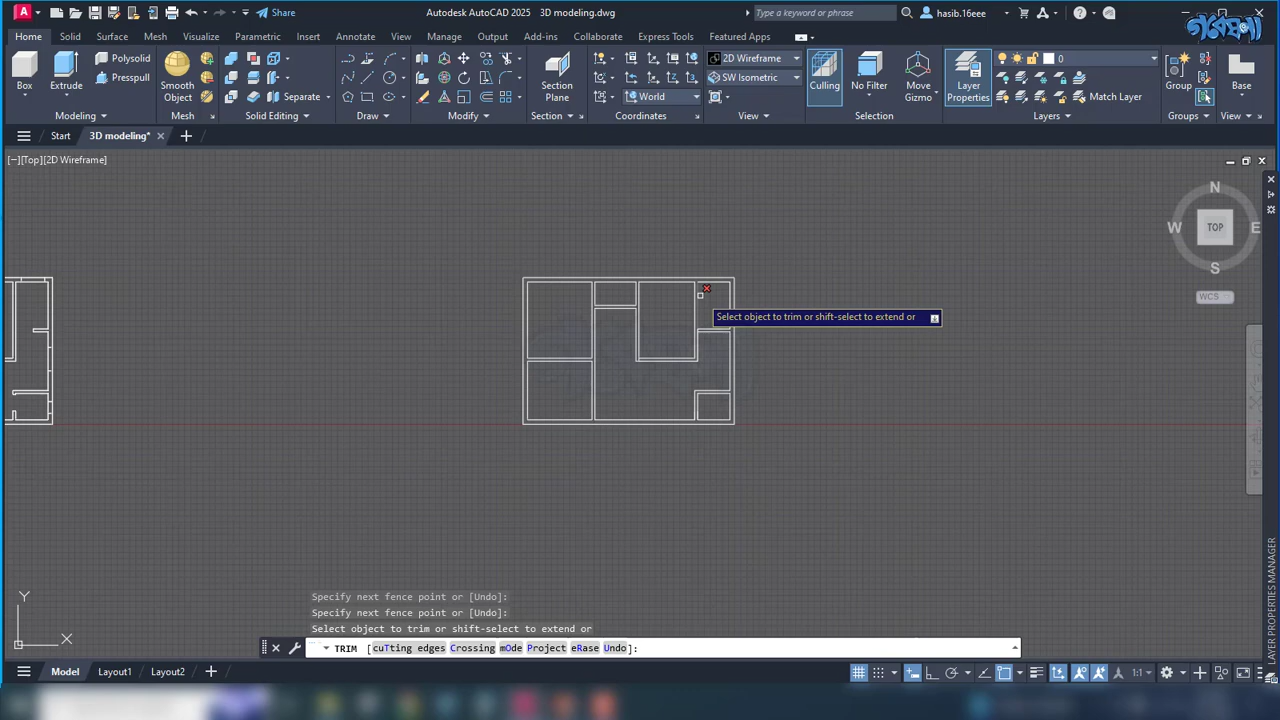 A CAD Share Autodesk AutoCAD 2025 3D modeling.dwg Type a keyword or phrase hasib.16eee
গবেষণা
Home Solid Surface Mesh Visualize Parametric Insert Annotate View Manage Output Add-ins Collaborate Express Tools Featured Apps
Polysolid 2D Wireframe 0
Presspull SW Isometric
Box Extrude Smooth Object Separate Section Plane World Culling No Filter Move Gizmo Layer Properties Match Layer Group Base
Modeling Mesh Solid Editing Draw Modify Section Coordinates View Selection Layers Groups View
Start 3D modeling*
[−][Top][2D Wireframe]
N
W TOP E
S
WCS
Select object to trim or shift-select to extend or
Specify next fence point or [Undo]:
Specify next fence point or [Undo]:
Select object to trim or shift-select to extend or
Y
X
TRIM [cuTting edges Crossing mOde Project eRase Undo]:
LAYER PROPERTIES MANAGER
Model Layout1 Layout2
1:1